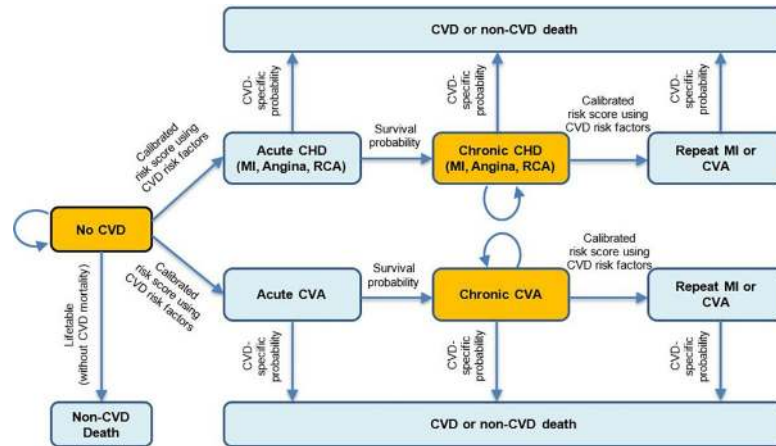 CVD or non-CVD death
CVD-
specific
probability
CVD-
specific
probability
CVD-
specific
probability
Calibrated
risk score using
CVD risk factors
Calibrated
risk score using
CVD risk factors
Survival
probability
Acute CHD
(MI, Angina, RCA)
Chronic CHD
(MI, Angina, RCA)
Repeat MI or
CVA
No CVD
Calibrated
risk score using
CVD risk factors
Survival
probability
Calibrated
risk score using
CVD risk factors
Acute CVA
Chronic CVA
Repeat MI or
CVA
Lifetable
(without CVD mortality)
CVD-
specific
probability
CVD-
specific
probability
CVD-
specific
probability
Non-CVD
Death
CVD or non-CVD death